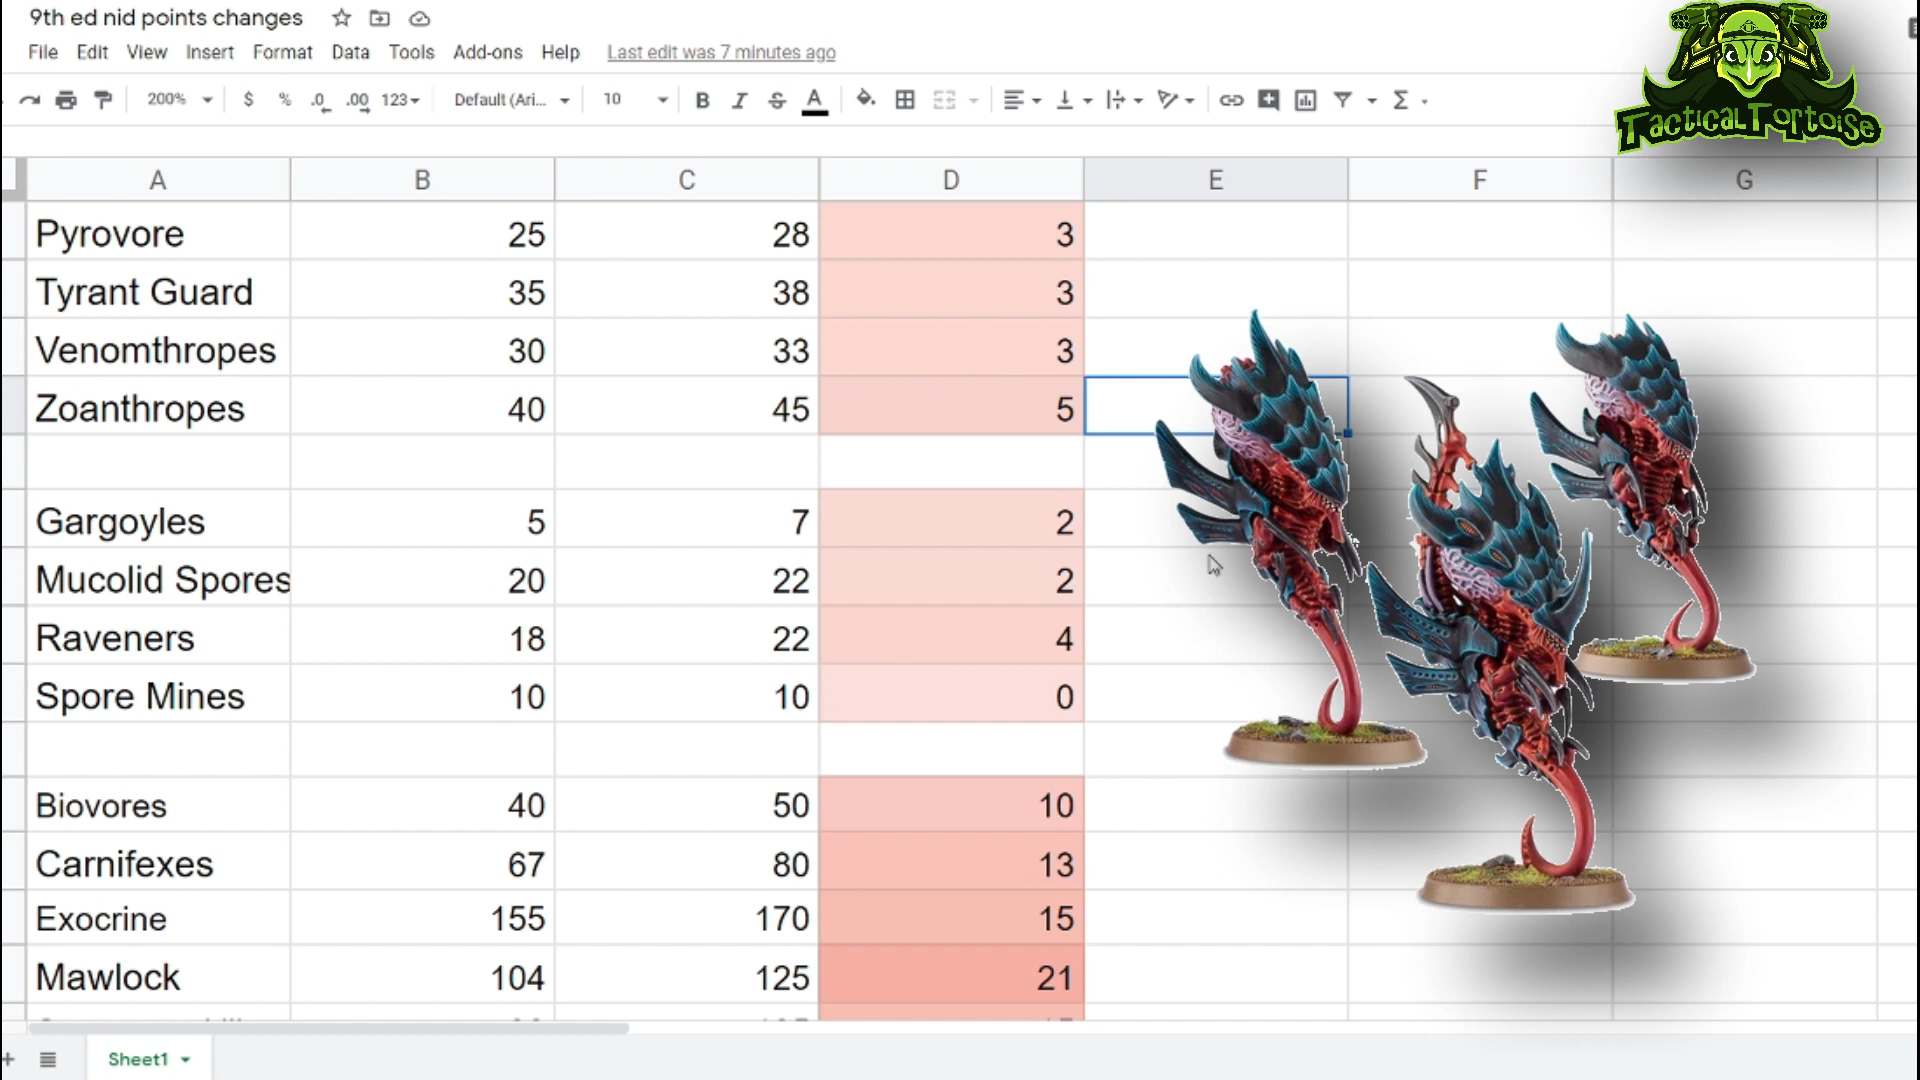 9th ed nid points changes
File Edit View Insert Format Data Tools Add-ons Help Last edit was 7 minutes ago
200% $ % .0 .00 123 Default (Ari... 10 B I S A Σ
TacticalTortoise
A B C D E F G
Pyrovore 25 28 3
Tyrant Guard 35 38 3
Venomthropes 30 33 3
Zoanthropes 40 45 5
Gargoyles 5 7 2
Mucolid Spores 20 22 2
Raveners 18 22 4
Spore Mines 10 10 0
Biovores 40 50 10
Carnifexes 67 80 13
Exocrine 155 170 15
Mawlock 104 125 21
Sheet1